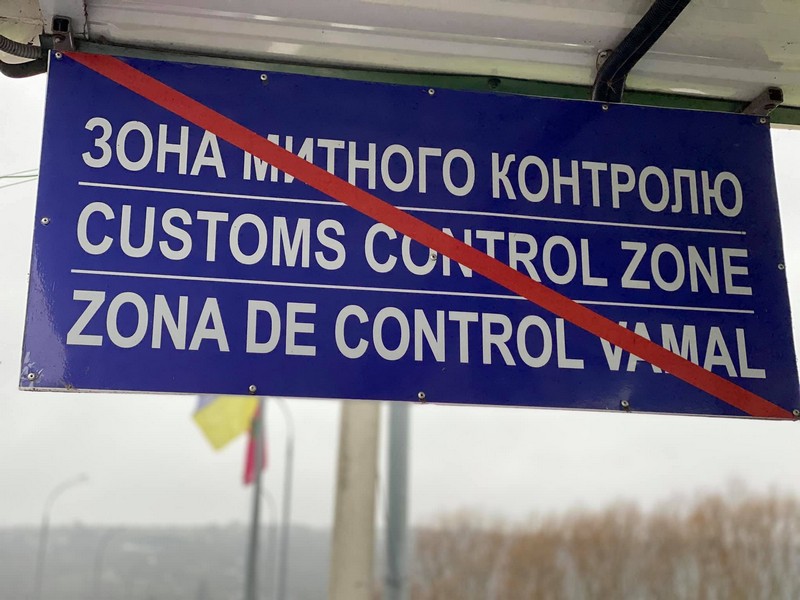 ЗОНА МИТНОГО КОНТРОЛЮ
CUSTOMS CONTROL ZONE
ZONA DE CONTROL VAMAL